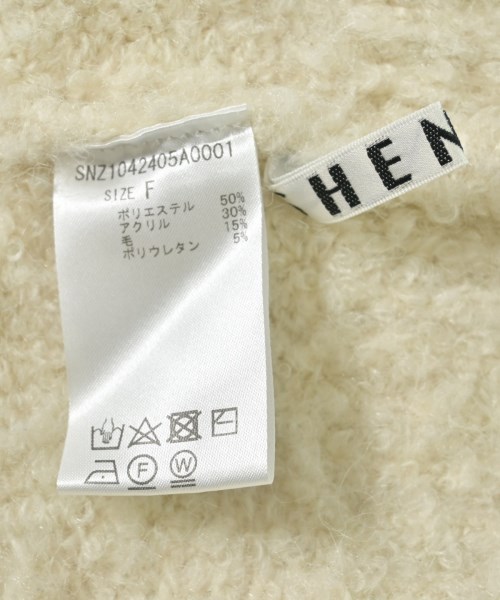 SNZ1042405A0001
SIZE F
ポリエステル 50%
アクリル 30%
毛 15%
ポリウレタン 5%
F W
HEN